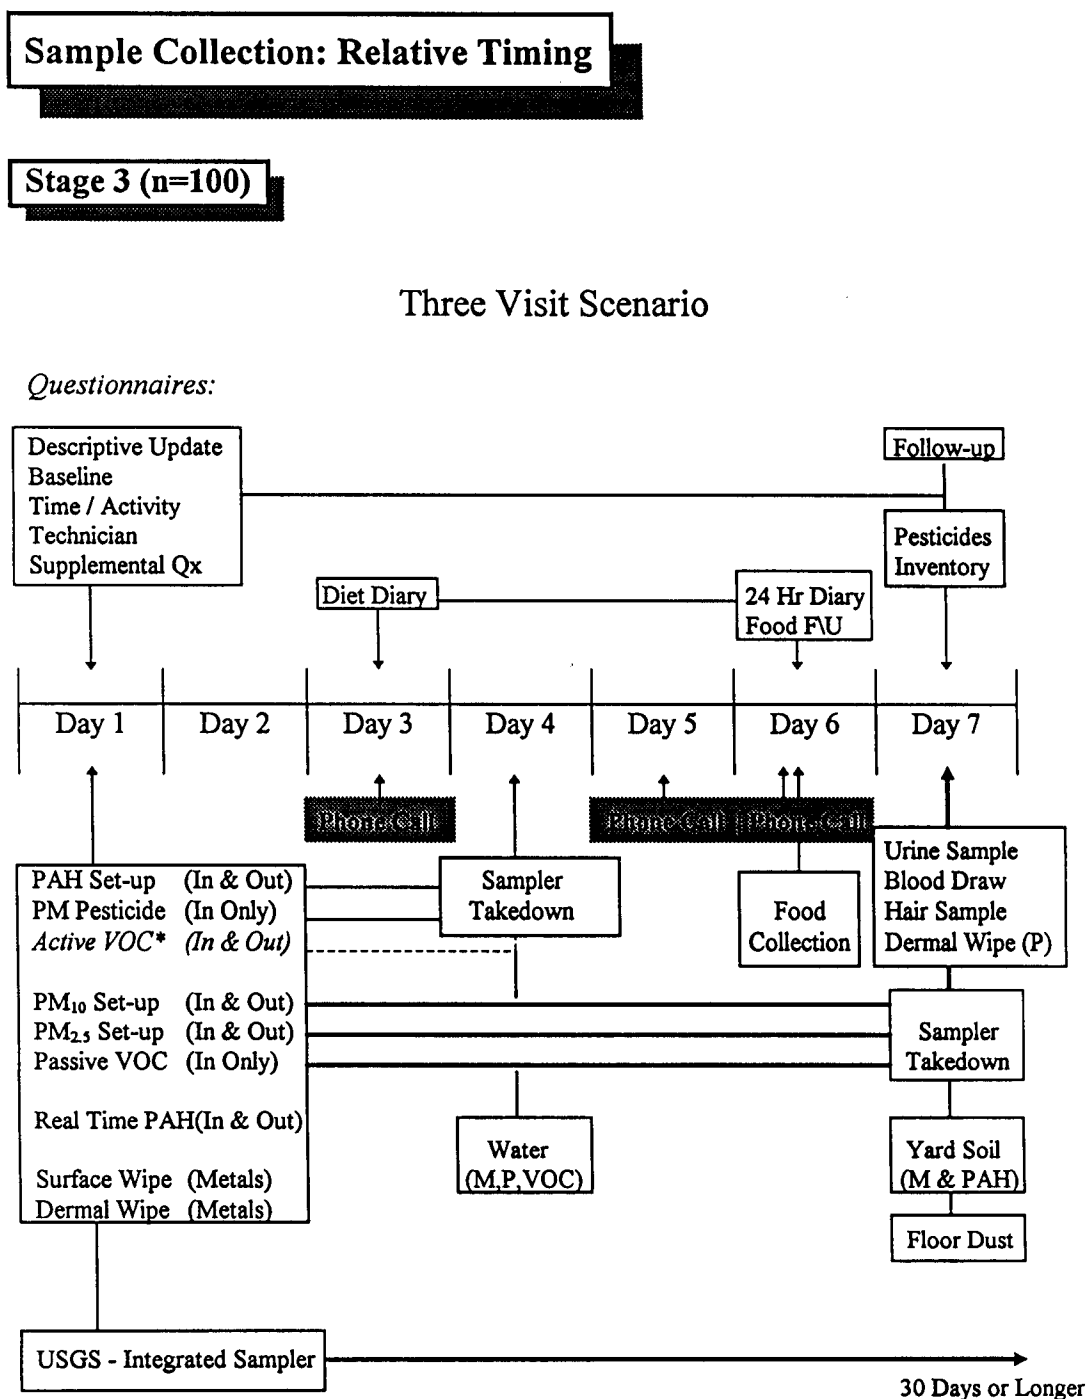 Sample Collection: Relative Timing
Stage 3 (n=100)
Three Visit Scenario
Questionnaires:
Descriptive Update
Baseline
Time / Activity
Technician
Supplemental Qx
Follow-up
Pesticides
Inventory
Diet Diary
24 Hr Diary
Food F\U
Day 1 Day 2 Day 3 Day 4 Day 5 Day 6 Day 7
Phone Call Phone Call Phone Call
PAH Set-up (In & Out)
PM Pesticide (In Only)
Active VOC* (In & Out)
PM10 Set-up (In & Out)
PM2.5 Set-up (In & Out)
Passive VOC (In Only)
Real Time PAH(In & Out)
Surface Wipe (Metals)
Dermal Wipe (Metals)
Sampler
Takedown
Water
(M,P,VOC)
Food
Collection
Urine Sample
Blood Draw
Hair Sample
Dermal Wipe (P)
Sampler
Takedown
Yard Soil
(M & PAH)
Floor Dust
USGS - Integrated Sampler
30 Days or Longer